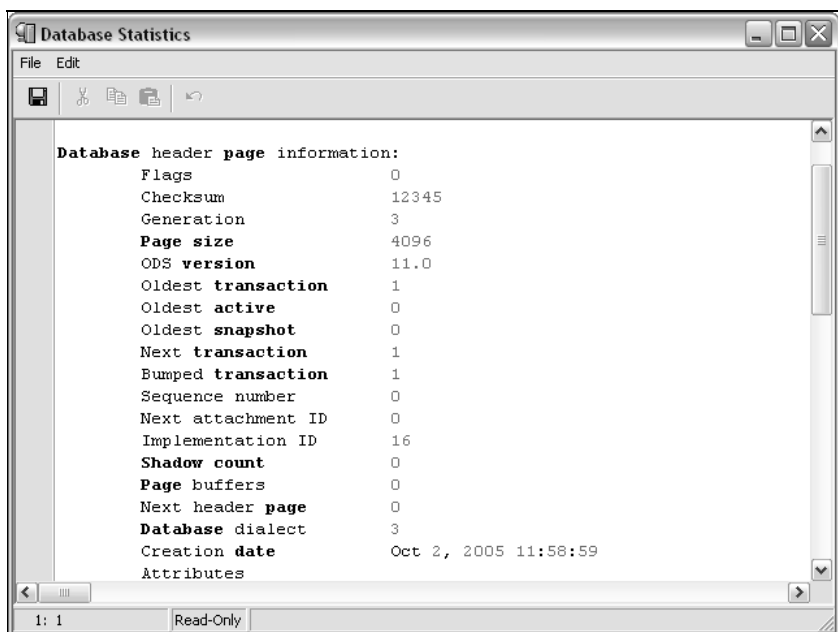 Database Statistics
File Edit
Database header page information:
Flags 0
Checksum 12345
Generation 3
Page size 4096
ODS version 11.0
Oldest transaction 1
Oldest active 0
Oldest snapshot 0
Next transaction 1
Bumped transaction 1
Sequence number 0
Next attachment ID 0
Implementation ID 16
Shadow count 0
Page buffers 0
Next header page 0
Database dialect 3
Creation date Oct 2, 2005 11:58:59
Attributes
1: 1 Read-Only